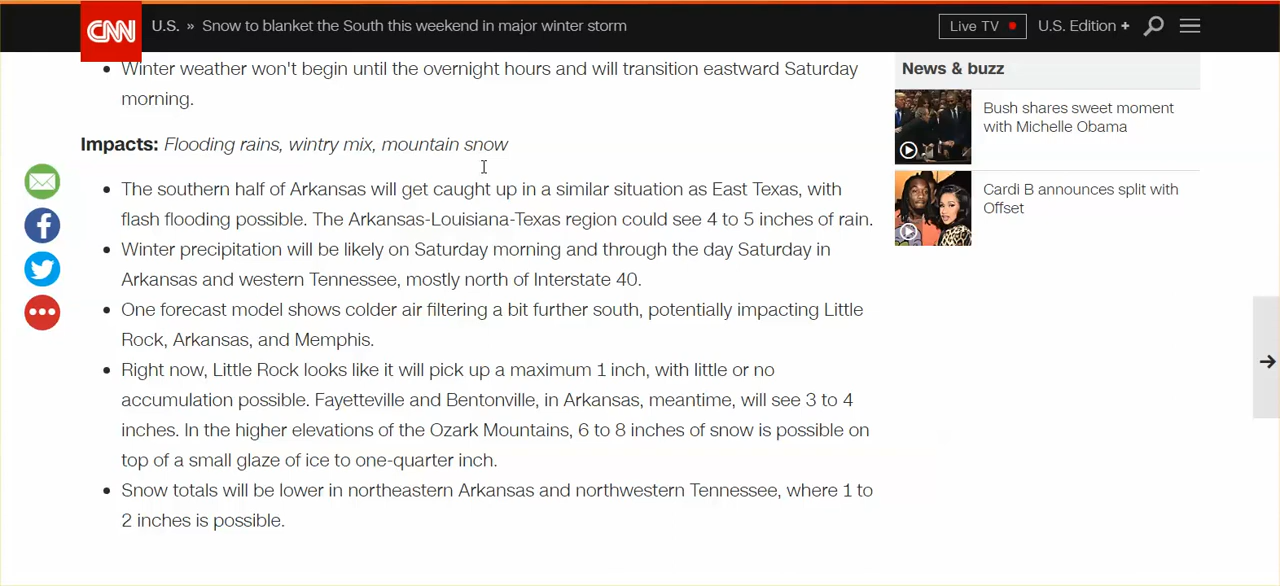 CNN
U.S. » Snow to blanket the South this weekend in major winter storm
Live TV
U.S. Edition +
• Winter weather won't begin until the overnight hours and will transition eastward Saturday
morning.
Impacts: Flooding rains, wintry mix, mountain snow
• The southern half of Arkansas will get caught up in a similar situation as East Texas, with
flash flooding possible. The Arkansas-Louisiana-Texas region could see 4 to 5 inches of rain.
• Winter precipitation will be likely on Saturday morning and through the day Saturday in
Arkansas and western Tennessee, mostly north of Interstate 40.
• One forecast model shows colder air filtering a bit further south, potentially impacting Little
Rock, Arkansas, and Memphis.
• Right now, Little Rock looks like it will pick up a maximum 1 inch, with little or no
accumulation possible. Fayetteville and Bentonville, in Arkansas, meantime, will see 3 to 4
inches. In the higher elevations of the Ozark Mountains, 6 to 8 inches of snow is possible on
top of a small glaze of ice to one-quarter inch.
• Snow totals will be lower in northeastern Arkansas and northwestern Tennessee, where 1 to
2 inches is possible.
News & buzz
Bush shares sweet moment
with Michelle Obama
Cardi B announces split with
Offset